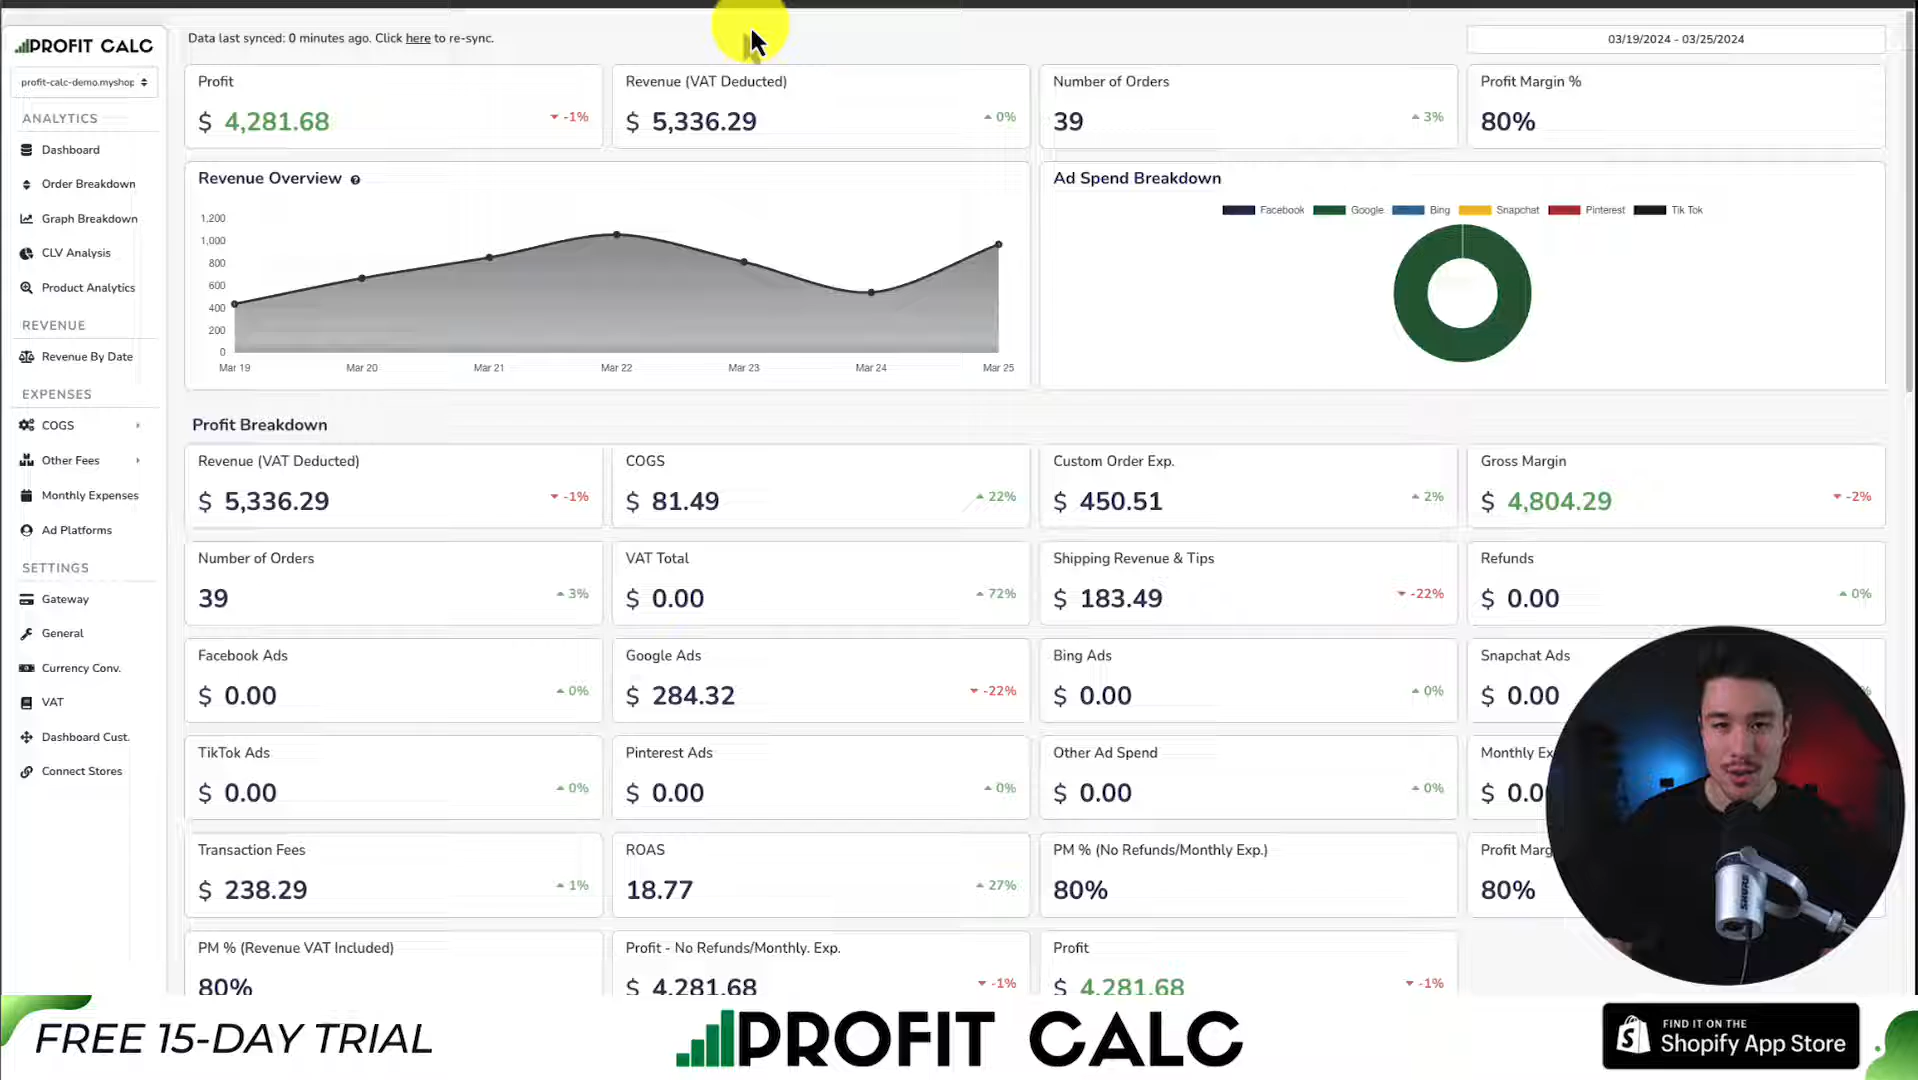 Data last synced: 0 minutes ago. Click here to re-sync.
03/19/2024 - 03/25/2024
PROFIT CALC
profit-calc-demo.myshop
ANALYTICS
Dashboard
Order Breakdown
Graph Breakdown
CLV Analysis
Product Analytics
REVENUE
Revenue By Date
EXPENSES
COGS
Other Fees
Monthly Expenses
Ad Platforms
SETTINGS
Gateway
General
Currency Conv.
VAT
Dashboard Cust.
Connect Stores
Profit
$ 4,281.68
-1%
Revenue (VAT Deducted)
$ 5,336.29
0%
Number of Orders
39
3%
Profit Margin %
80%
Revenue Overview
1,200
1,000
800
600
400
200
0
Mar 19 Mar 20 Mar 21 Mar 22 Mar 23 Mar 24 Mar 25
Ad Spend Breakdown
Facebook Google Bing Snapchat Pinterest Tik Tok
Profit Breakdown
Revenue (VAT Deducted)
$ 5,336.29
-1%
COGS
$ 81.49
22%
Custom Order Exp.
$ 450.51
2%
Gross Margin
$ 4,804.29
-2%
Number of Orders
39
3%
VAT Total
$ 0.00
72%
Shipping Revenue & Tips
$ 183.49
-22%
Refunds
$ 0.00
0%
Facebook Ads
$ 0.00
0%
Google Ads
$ 284.32
-22%
Bing Ads
$ 0.00
0%
Snapchat Ads
$ 0.00
TikTok Ads
$ 0.00
0%
Pinterest Ads
$ 0.00
0%
Other Ad Spend
$ 0.00
0%
Monthly Ex
$ 0.0
Transaction Fees
$ 238.29
1%
ROAS
18.77
27%
PM % (No Refunds/Monthly Exp.)
80%
Profit Marg
80%
PM % (Revenue VAT Included)
80%
Profit - No Refunds/Monthly. Exp.
$ 4,281.68
-1%
Profit
$ 4,281.68
-1%
SHURE
FREE 15-DAY TRIAL
PROFIT CALC
FIND IT ON THE
Shopify App Store